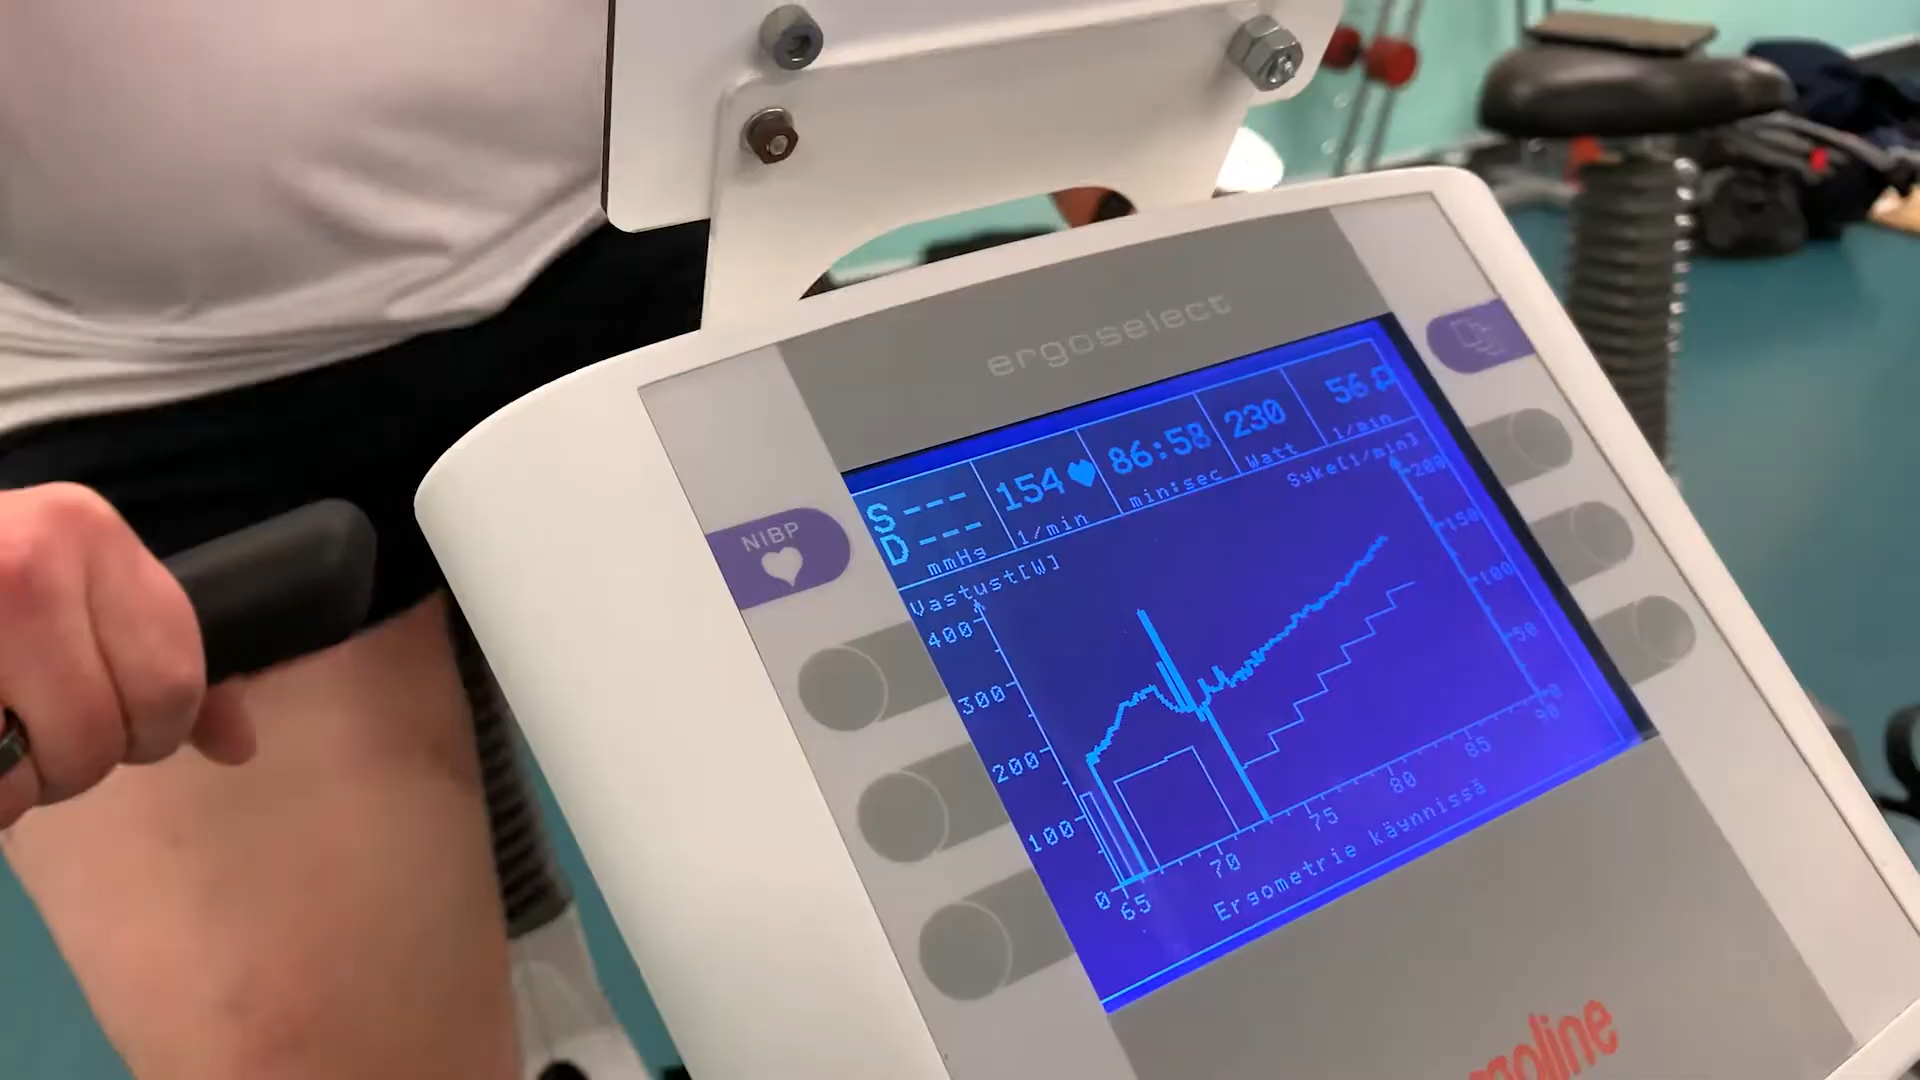 ergoselect
S --- 154 86:58 230 56
D --- mmHg 1/min min:sec Watt 1/min
NIBP
Vastust[W] Syke[1/min]
400 200
300 150
200 100
100 50
0 0
65 70 75 80 85 90
Ergometrie käynnissä